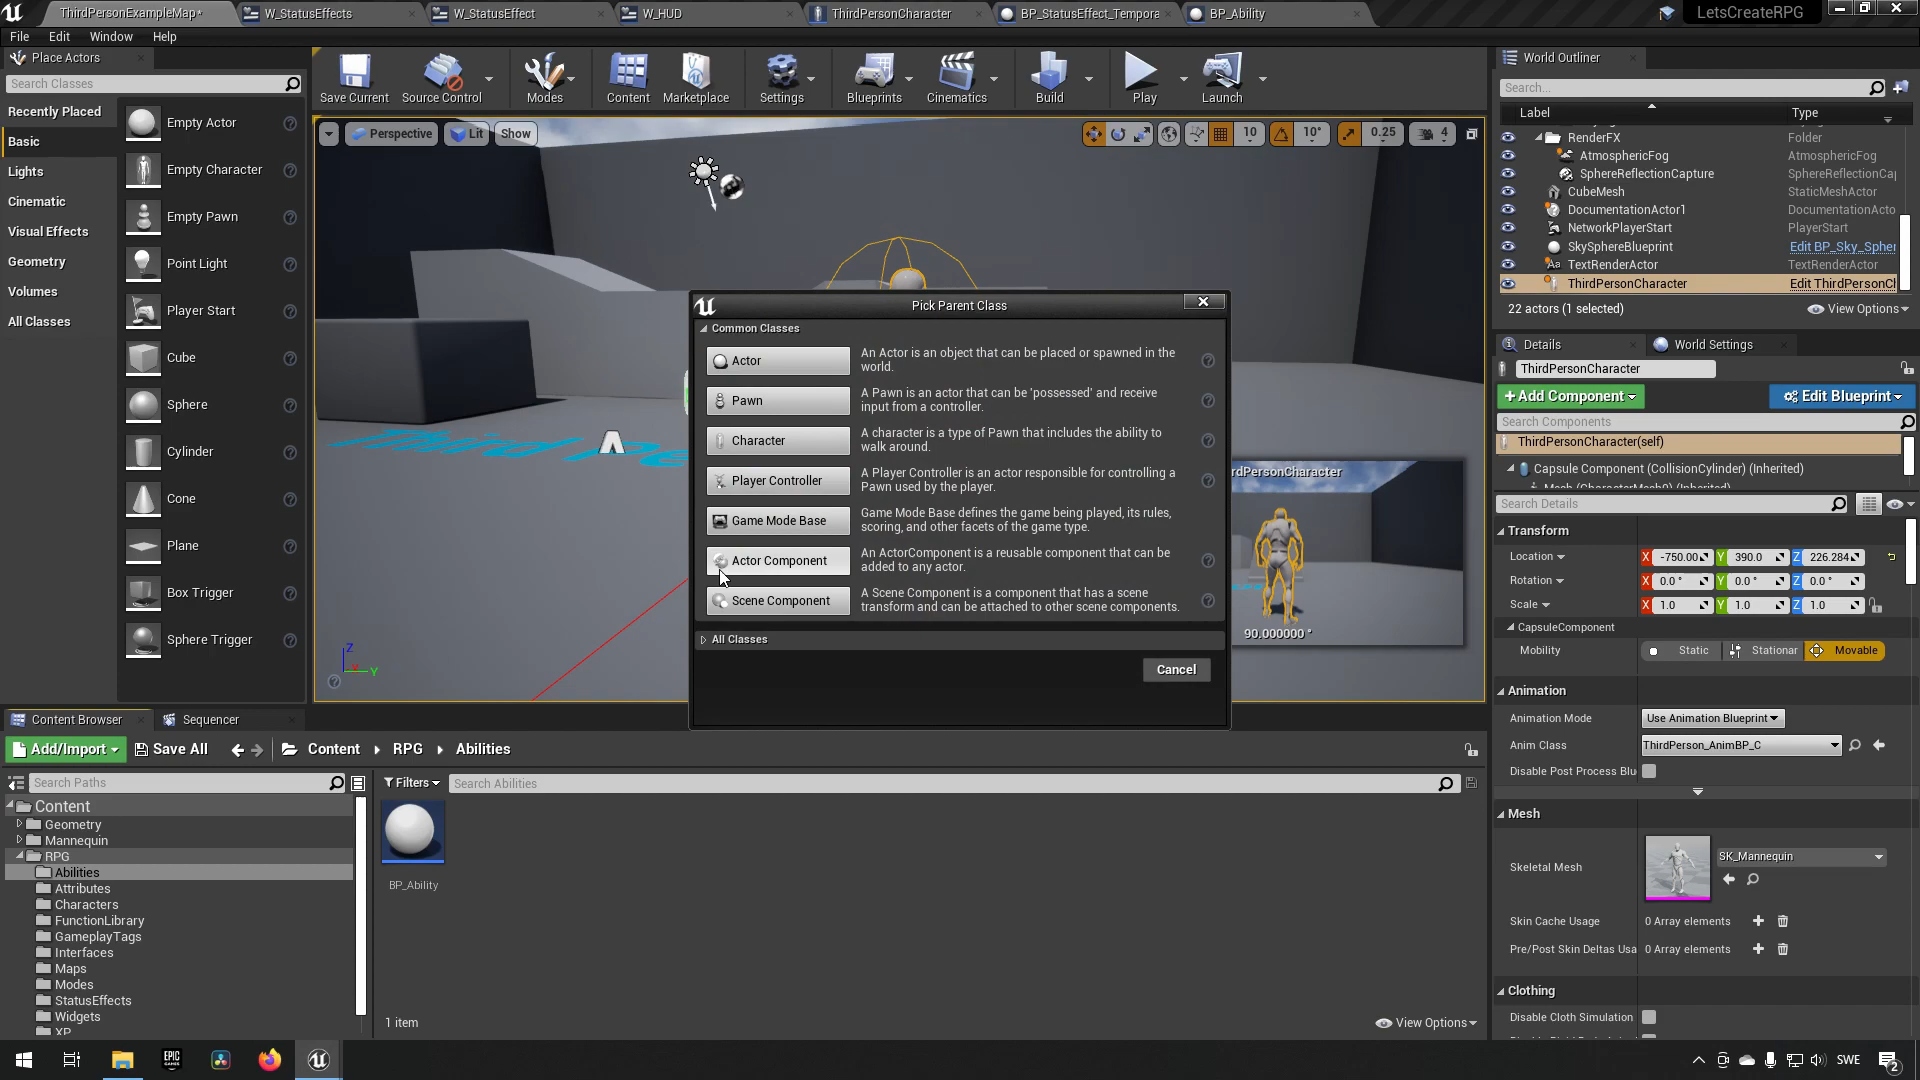 ThirdPersonExampleMap*
W_StatusEffects
W_StatusEffect
W_HUD
ThirdPersonCharacter
BP_StatusEffect_Tempora
BP_Ability
LetsCreateRPG
File Edit Window Help
Place Actors
Search Classes
Recently Placed
Basic
Lights
Cinematic
Visual Effects
Geometry
Volumes
All Classes
Empty Actor
Empty Character
Empty Pawn
Point Light
Player Start
Cube
Sphere
Cylinder
Cone
Plane
Box Trigger
Sphere Trigger
Save Current
Source Control
Modes
Content
Marketplace
Settings
Blueprints
Cinematics
Build
Play
Launch
Perspective
Lit
Show
10
10°
0.25
4
Pick Parent Class
Common Classes
Actor
An Actor is an object that can be placed or spawned in the
world.
Pawn
A Pawn is an actor that can be 'possessed' and receive
input from a controller.
Character
A character is a type of Pawn that includes the ability to
walk around.
Player Controller
A Player Controller is an actor responsible for controlling a
Pawn used by the player.
Game Mode Base
Game Mode Base defines the game being played, its rules,
scoring, and other facets of the game type.
Actor Component
An ActorComponent is a reusable component that can be
added to any actor.
Scene Component
A Scene Component is a component that has a scene
transform and can be attached to other scene components.
All Classes
Cancel
Third Pe
rdPersonCharacter
90.000000 °
Z
X
Y
World Outliner
Search...
Label
Type
RenderFX Folder
AtmosphericFog AtmosphericFog
SphereReflectionCapture SphereReflectionCap
CubeMesh StaticMeshActor
DocumentationActor1 DocumentationActo
NetworkPlayerStart PlayerStart
SkySphereBlueprint Edit BP_Sky_Spher
TextRenderActor TextRenderActor
ThirdPersonCharacter Edit ThirdPersonCl
22 actors (1 selected)
View Options
Details
World Settings
ThirdPersonCharacter
+Add Component
Edit Blueprint
Search Components
ThirdPersonCharacter(self)
Capsule Component (CollisionCylinder) (Inherited)
Mesh (CharacterMesh0) (Inherited)
Search Details
Transform
Location X -750.00 Y 390.0 Z 226.284
Rotation X 0.0 ° Y 0.0 ° Z 0.0 °
Scale X 1.0 Y 1.0 Z 1.0
CapsuleComponent
Mobility Static Stationar Movable
Animation
Animation Mode Use Animation Blueprint
Anim Class ThirdPerson_AnimBP_C
Disable Post Process Blu
Mesh
Skeletal Mesh SK_Mannequin
Skin Cache Usage 0 Array elements
Pre/Post Skin Deltas Usa 0 Array elements
Clothing
Disable Cloth Simulation
Content Browser
Sequencer
Add/Import
Save All
Content RPG Abilities
Search Paths
Filters
Search Abilities
Content
Geometry
Mannequin
RPG
Abilities
Attributes
Characters
FunctionLibrary
GameplayTags
Interfaces
Maps
Modes
StatusEffects
Widgets
XP
BP_Ability
1 item
View Options
EPIC
GAMES
SWE
2